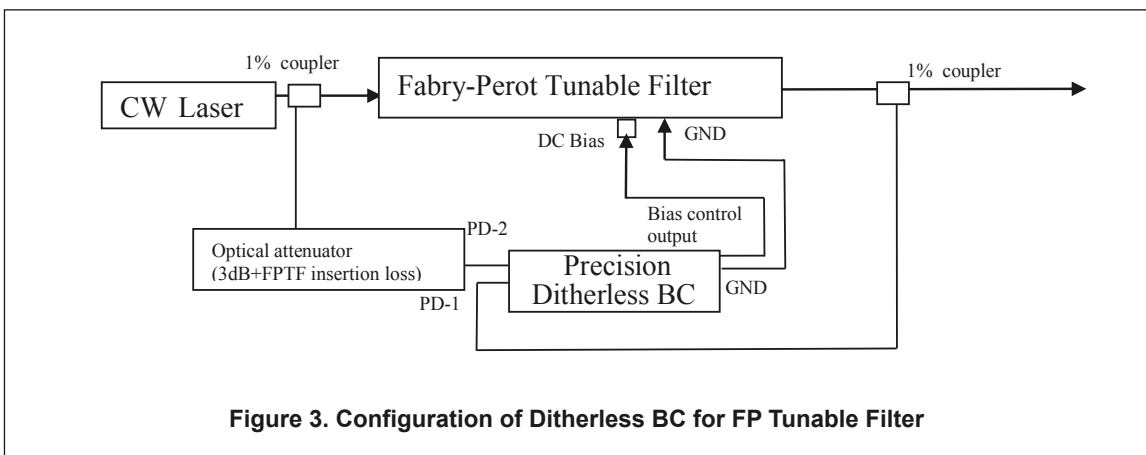 1% coupler
1% coupler
Fabry-Perot Tunable Filter
CW Laser
DC Bias
GND
Bias control
output
PD-2
Optical attenuator
(3dB+FPTF insertion loss)
Precision
Ditherless BC
GND
PD-1
Figure 3. Configuration of Ditherless BC for FP Tunable Filter